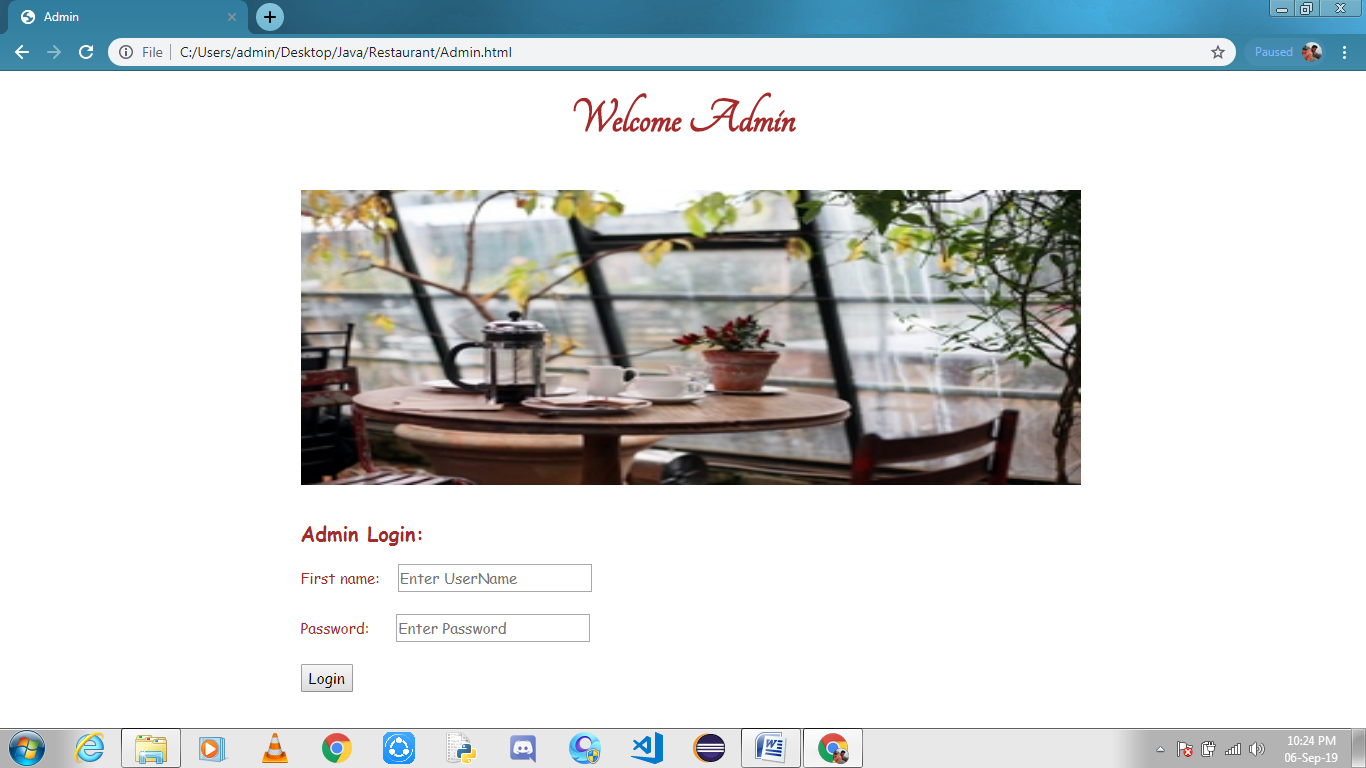 Admin
File
C:/Users/admin/Desktop/Java/Restaurant/Admin.html
Paused
Welcome Admin
Admin Login:
First name: Enter UserName
Password: Enter Password
Login
10:24 PM
06-Sep-19